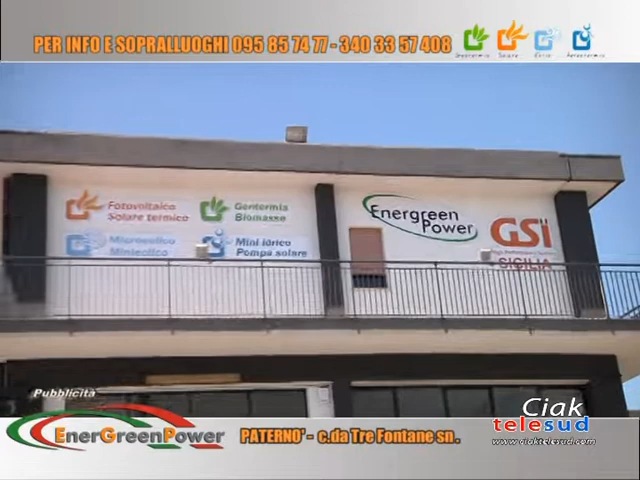 PER INFO E SOPRALLUOGHI 095 85 74 77 - 340 33 57 408
Fotovoltaico
Solare termico
Geotermia
Biomasse
Microeolico
Minieolico
Mini idrico
Pompa solare
Energreen
Power
GSi
SICILIA
Pubblicità
EnerGreenPower
PATERNO' - c.da Tre Fontane sn.
Ciak
telesud
www.ciaktelesud.com